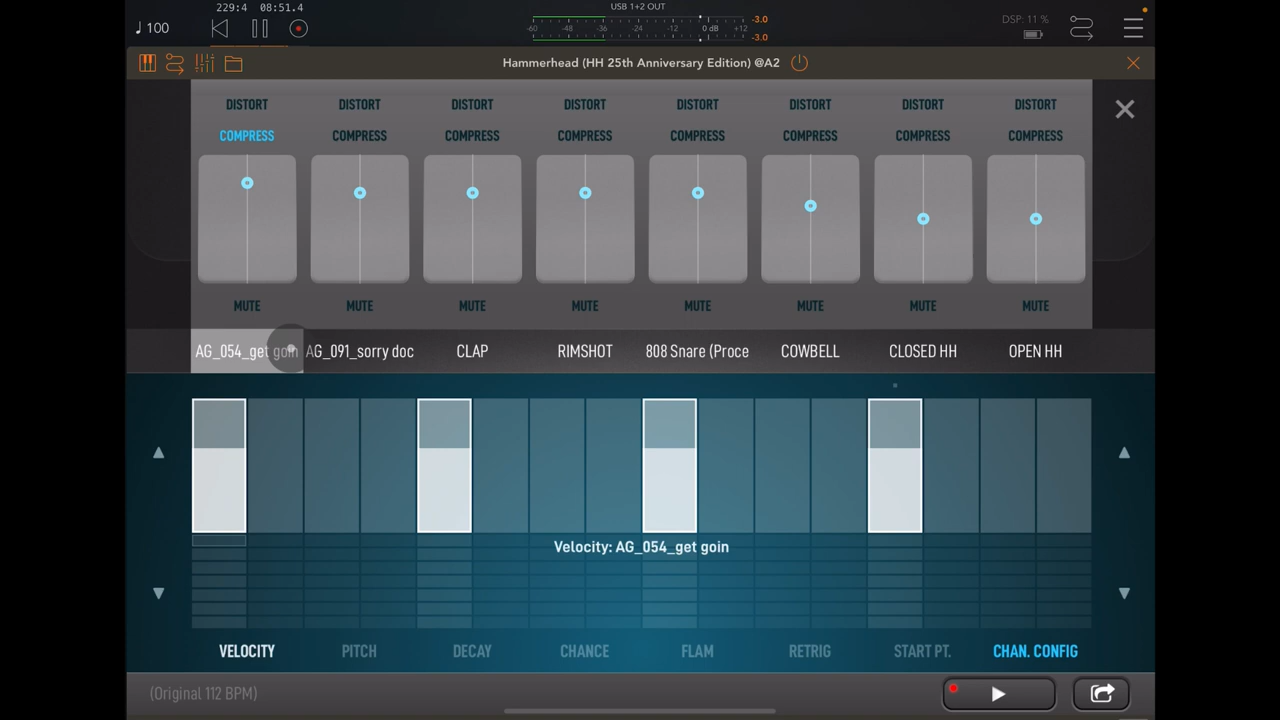 229:4 08:51.4
USB 1+2 OUT
♩ 100
-3.0
-60 -48 -36 -24 -12 0 dB +12
-3.0
DSP: 11 %
Hammerhead (HH 25th Anniversary Edition) @A2
DISTORT DISTORT DISTORT DISTORT DISTORT DISTORT DISTORT DISTORT
COMPRESS COMPRESS COMPRESS COMPRESS COMPRESS COMPRESS COMPRESS COMPRESS
MUTE MUTE MUTE MUTE MUTE MUTE MUTE MUTE
AG_054_get goin AG_091_sorry doc CLAP RIMSHOT 808 Snare (Proce COWBELL CLOSED HH OPEN HH
Velocity: AG_054_get goin
VELOCITY PITCH DECAY CHANCE FLAM RETRIG START PT. CHAN. CONFIG
(Original 112 BPM)